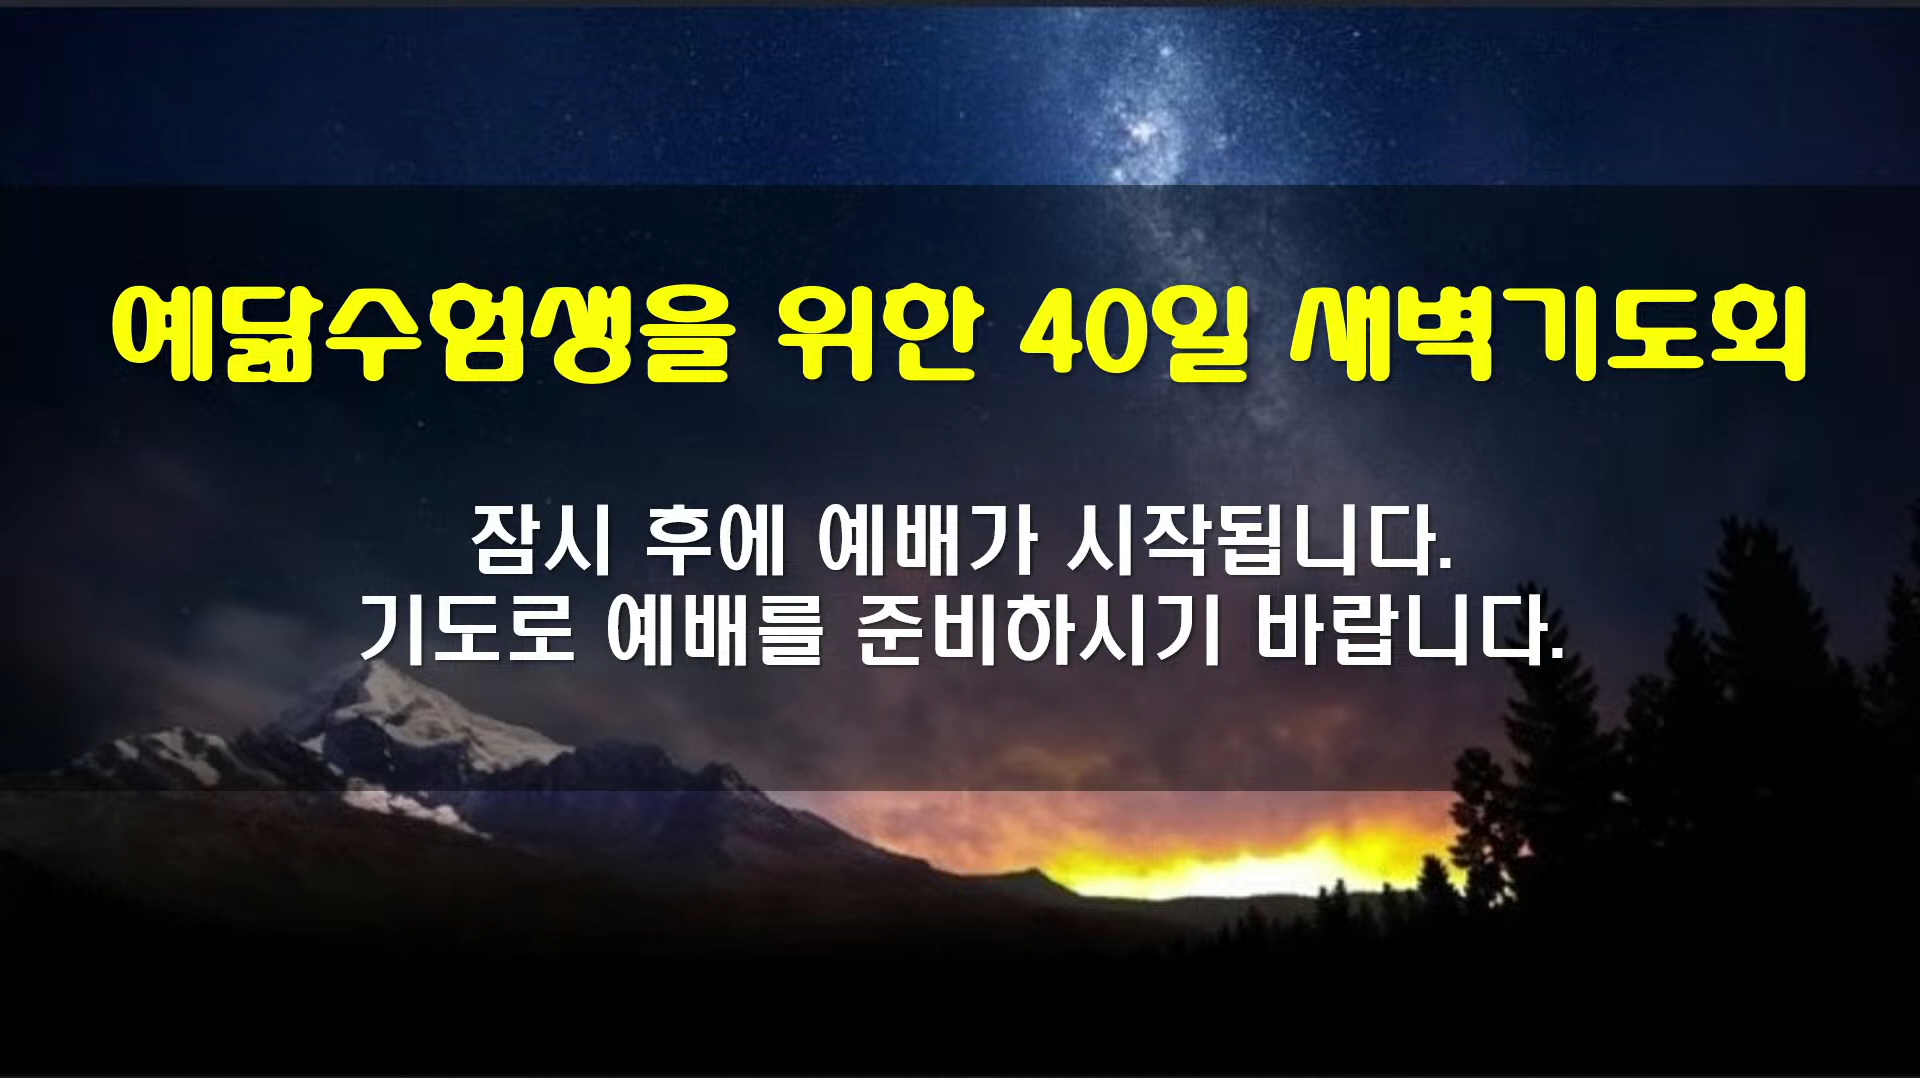 예닮수험생을 위한 40일 새벽기도회
잠시 후에 예배가 시작됩니다.
기도로 예배를 준비하시기 바랍니다.